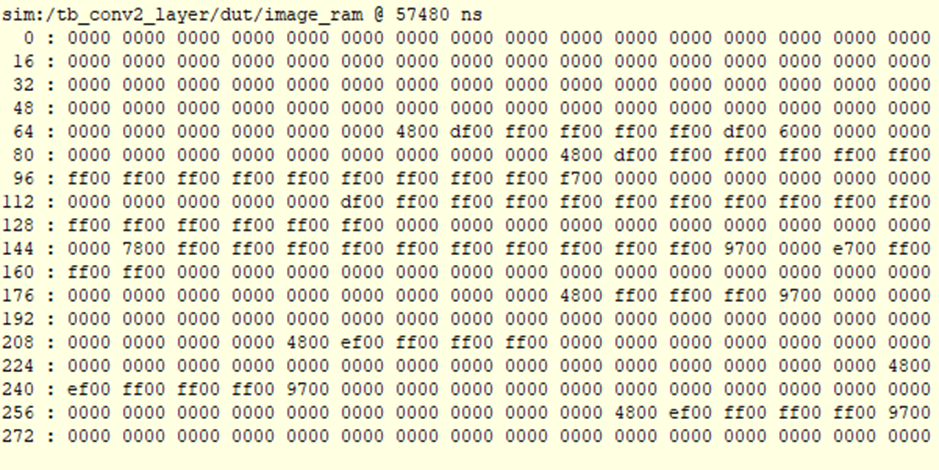 sim:/tb_conv2_layer/dut/image_ram @ 57480 ns
0 : 0000 0000 0000 0000 0000 0000 0000 0000 0000 0000 0000 0000 0000 0000 0000 0000
16 : 0000 0000 0000 0000 0000 0000 0000 0000 0000 0000 0000 0000 0000 0000 0000 0000
32 : 0000 0000 0000 0000 0000 0000 0000 0000 0000 0000 0000 0000 0000 0000 0000 0000
48 : 0000 0000 0000 0000 0000 0000 0000 0000 0000 0000 0000 0000 0000 0000 0000 0000
64 : 0000 0000 0000 0000 0000 0000 4800 df00 ff00 ff00 ff00 ff00 df00 6000 0000 0000
80 : 0000 0000 0000 0000 0000 0000 0000 0000 0000 4800 df00 ff00 ff00 ff00 ff00 ff00
96 : ff00 ff00 ff00 ff00 ff00 ff00 ff00 ff00 ff00 f700 0000 0000 0000 0000 0000 0000
112 : 0000 0000 0000 0000 0000 df00 ff00 ff00 ff00 ff00 ff00 ff00 ff00 ff00 ff00 ff00
128 : ff00 ff00 ff00 ff00 ff00 ff00 0000 0000 0000 0000 0000 0000 0000 0000 0000 0000
144 : 0000 7800 ff00 ff00 ff00 ff00 ff00 ff00 ff00 ff00 ff00 ff00 9700 0000 e700 ff00
160 : ff00 ff00 0000 0000 0000 0000 0000 0000 0000 0000 0000 0000 0000 0000 0000 0000
176 : 0000 0000 0000 0000 0000 0000 0000 0000 0000 4800 ff00 ff00 ff00 9700 0000 0000
192 : 0000 0000 0000 0000 0000 0000 0000 0000 0000 0000 0000 0000 0000 0000 0000 0000
208 : 0000 0000 0000 0000 4800 ef00 ff00 ff00 ff00 0000 0000 0000 0000 0000 0000 0000
224 : 0000 0000 0000 0000 0000 0000 0000 0000 0000 0000 0000 0000 0000 0000 0000 4800
240 : ef00 ff00 ff00 ff00 9700 0000 0000 0000 0000 0000 0000 0000 0000 0000 0000 0000
256 : 0000 0000 0000 0000 0000 0000 0000 0000 0000 0000 4800 ef00 ff00 ff00 ff00 9700
272 : 0000 0000 0000 0000 0000 0000 0000 0000 0000 0000 0000 0000 0000 0000 0000 0000